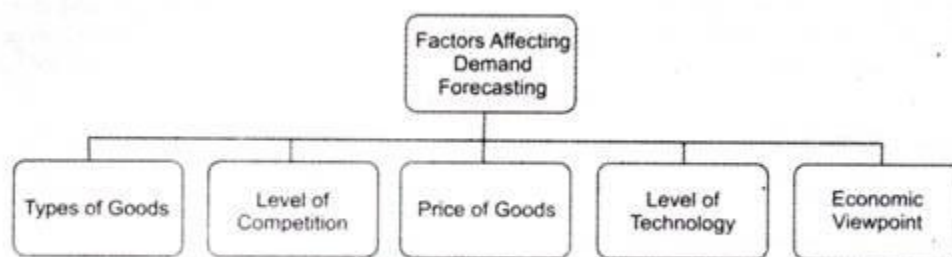 Factors Affecting
Demand
Forecasting
Types of Goods
Level of
Competition
Price of Goods
Level of
Technology
Economic
Viewpoint